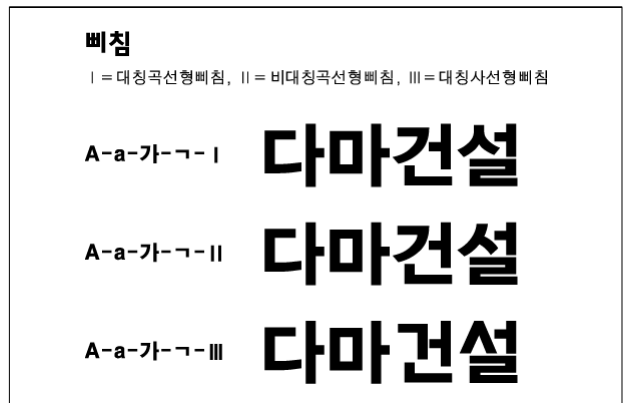 삐침
Ⅰ=대칭곡선형삐침, Ⅱ=비대칭곡선형삐침, Ⅲ=대칭사선형삐침
A-a-가-ㄱ-Ⅰ 다마건설
A-a-가-ㄱ-Ⅱ 다마건설
A-a-가-ㄱ-Ⅲ 다마건설